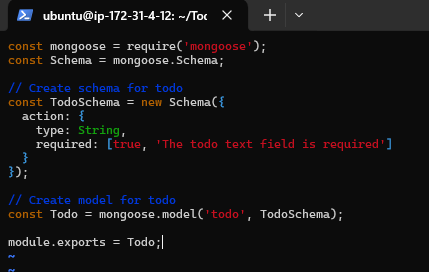 ubuntu@ip-172-31-4-12: ~/Tod
const mongoose = require('mongoose');
const Schema = mongoose.Schema;

// Create schema for todo
const TodoSchema = new Schema({
  action: {
    type: String,
    required: [true, 'The todo text field is required']
  }
});

// Create model for todo
const Todo = mongoose.model('todo', TodoSchema);

module.exports = Todo;
~
~